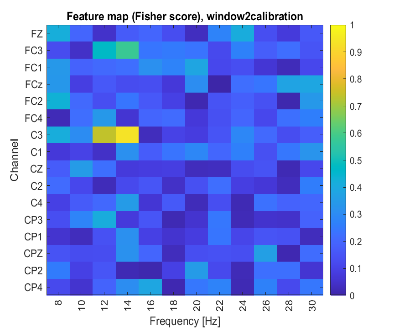 Feature map (Fisher score), window2calibration
FZ
FC3
FC1
FCz
FC2
FC4
C3
C1
CZ
C2
C4
CP3
CP1
CPZ
CP2
CP4
Channel
8 10 12 14 16 18 20 22 24 26 28 30
Frequency [Hz]
1
0.9
0.8
0.7
0.6
0.5
0.4
0.3
0.2
0.1
0